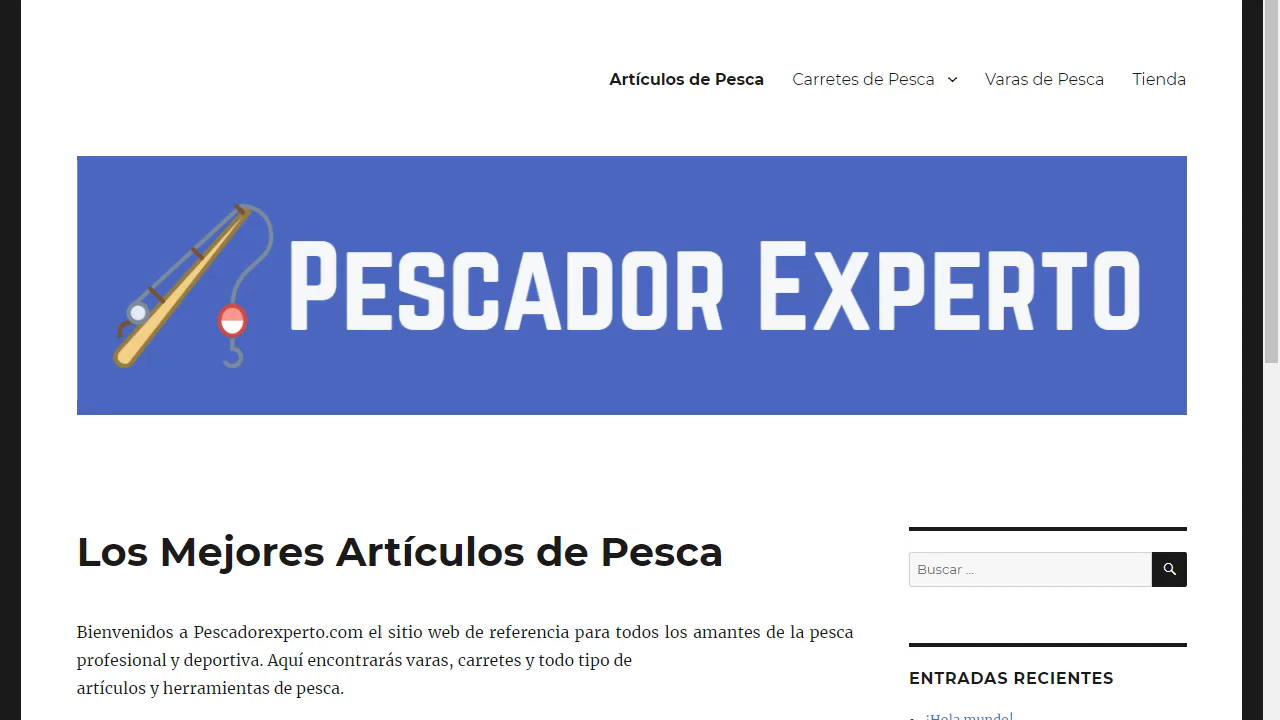 Artículos de Pesca Carretes de Pesca Varas de Pesca Tienda
PESCADOR EXPERTO
Los Mejores Artículos de Pesca
Buscar ...
Bienvenidos a Pescadorexperto.com el sitio web de referencia para todos los amantes de la pesca
profesional y deportiva. Aquí encontrarás varas, carretes y todo tipo de
artículos y herramientas de pesca.
ENTRADAS RECIENTES
¡Hola mundo!